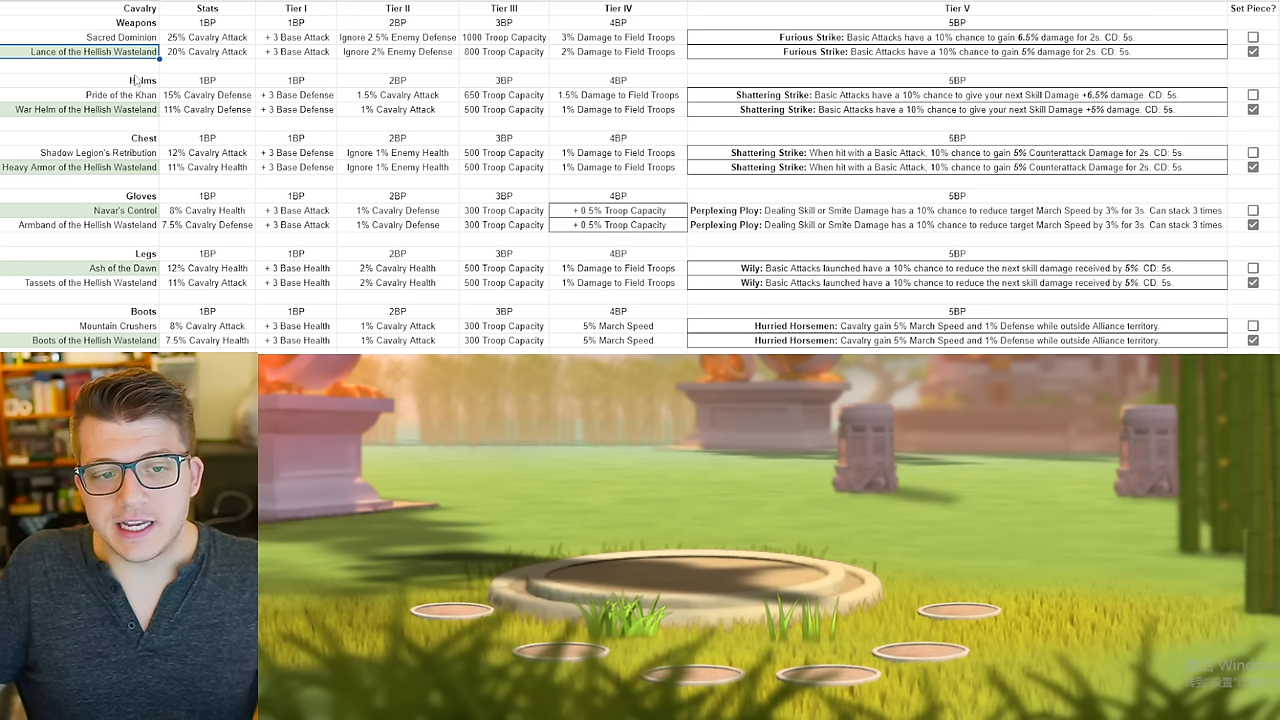 Cavalry Stats Tier I Tier II Tier III Tier IV Tier V Set Piece?
Weapons 1BP 1BP 2BP 3BP 4BP 5BP
Sacred Dominion 25% Cavalry Attack + 3 Base Attack Ignore 2.5% Enemy Defense 1000 Troop Capacity 3% Damage to Field Troops Furious Strike: Basic Attacks have a 10% chance to gain 6.5% damage for 2s. CD: 5s.
Lance of the Hellish Wasteland 20% Cavalry Attack + 3 Base Attack Ignore 2% Enemy Defense 800 Troop Capacity 2% Damage to Field Troops Furious Strike: Basic Attacks have a 10% chance to gain 5% damage for 2s. CD: 5s.
Helms 1BP 1BP 2BP 3BP 4BP 5BP
Pride of the Khan 15% Cavalry Defense + 3 Base Defense 1.5% Cavalry Attack 650 Troop Capacity 1.5% Damage to Field Troops Shattering Strike: Basic Attacks have a 10% chance to give your next Skill Damage +6.5% damage. CD: 5s.
War Helm of the Hellish Wasteland 11% Cavalry Defense + 3 Base Defense 1% Cavalry Attack 500 Troop Capacity 1% Damage to Field Troops Shattering Strike: Basic Attacks have a 10% chance to give your next Skill Damage +5% damage. CD: 5s.
Chest 1BP 1BP 2BP 3BP 4BP 5BP
Shadow Legion's Retribution 12% Cavalry Attack + 3 Base Defense Ignore 1% Enemy Health 500 Troop Capacity 1% Damage to Field Troops Shattering Strike: When hit with a Basic Attack, 10% chance to gain 5% Counterattack Damage for 2s. CD: 5s.
Heavy Armor of the Hellish Wasteland 11% Cavalry Health + 3 Base Defense Ignore 1% Enemy Health 500 Troop Capacity 1% Damage to Field Troops Shattering Strike: When hit with a Basic Attack, 10% chance to gain 5% Counterattack Damage for 2s. CD: 5s.
Gloves 1BP 1BP 2BP 3BP 4BP 5BP
Navar's Control 8% Cavalry Health + 3 Base Attack 1% Cavalry Defense 300 Troop Capacity + 0.5% Troop Capacity Perplexing Ploy: Dealing Skill or Smite Damage has a 10% chance to reduce target March Speed by 3% for 3s. Can stack 3 times.
Armband of the Hellish Wasteland 7.5% Cavalry Defense + 3 Base Attack 1% Cavalry Defense 300 Troop Capacity + 0.5% Troop Capacity Perplexing Ploy: Dealing Skill or Smite Damage has a 10% chance to reduce target March Speed by 3% for 3s. Can stack 3 times.
Legs 1BP 1BP 2BP 3BP 4BP 5BP
Ash of the Dawn 12% Cavalry Health + 3 Base Health 2% Cavalry Health 500 Troop Capacity 1% Damage to Field Troops Wily: Basic Attacks launched have a 10% chance to reduce the next skill damage received by 5%. CD: 5s.
Tassets of the Hellish Wasteland 11% Cavalry Attack + 3 Base Health 2% Cavalry Health 500 Troop Capacity 1% Damage to Field Troops Wily: Basic Attacks launched have a 10% chance to reduce the next skill damage received by 5%. CD: 5s.
Boots 1BP 1BP 2BP 3BP 4BP 5BP
Mountain Crushers 8% Cavalry Attack + 3 Base Health 1% Cavalry Attack 300 Troop Capacity 5% March Speed Hurried Horsemen: Cavalry gain 5% March Speed and 1% Defense while outside Alliance territory.
Boots of the Hellish Wasteland 7.5% Cavalry Health + 3 Base Health 1% Cavalry Attack 300 Troop Capacity 5% March Speed Hurried Horsemen: Cavalry gain 5% March Speed and 1% Defense while outside Alliance territory.